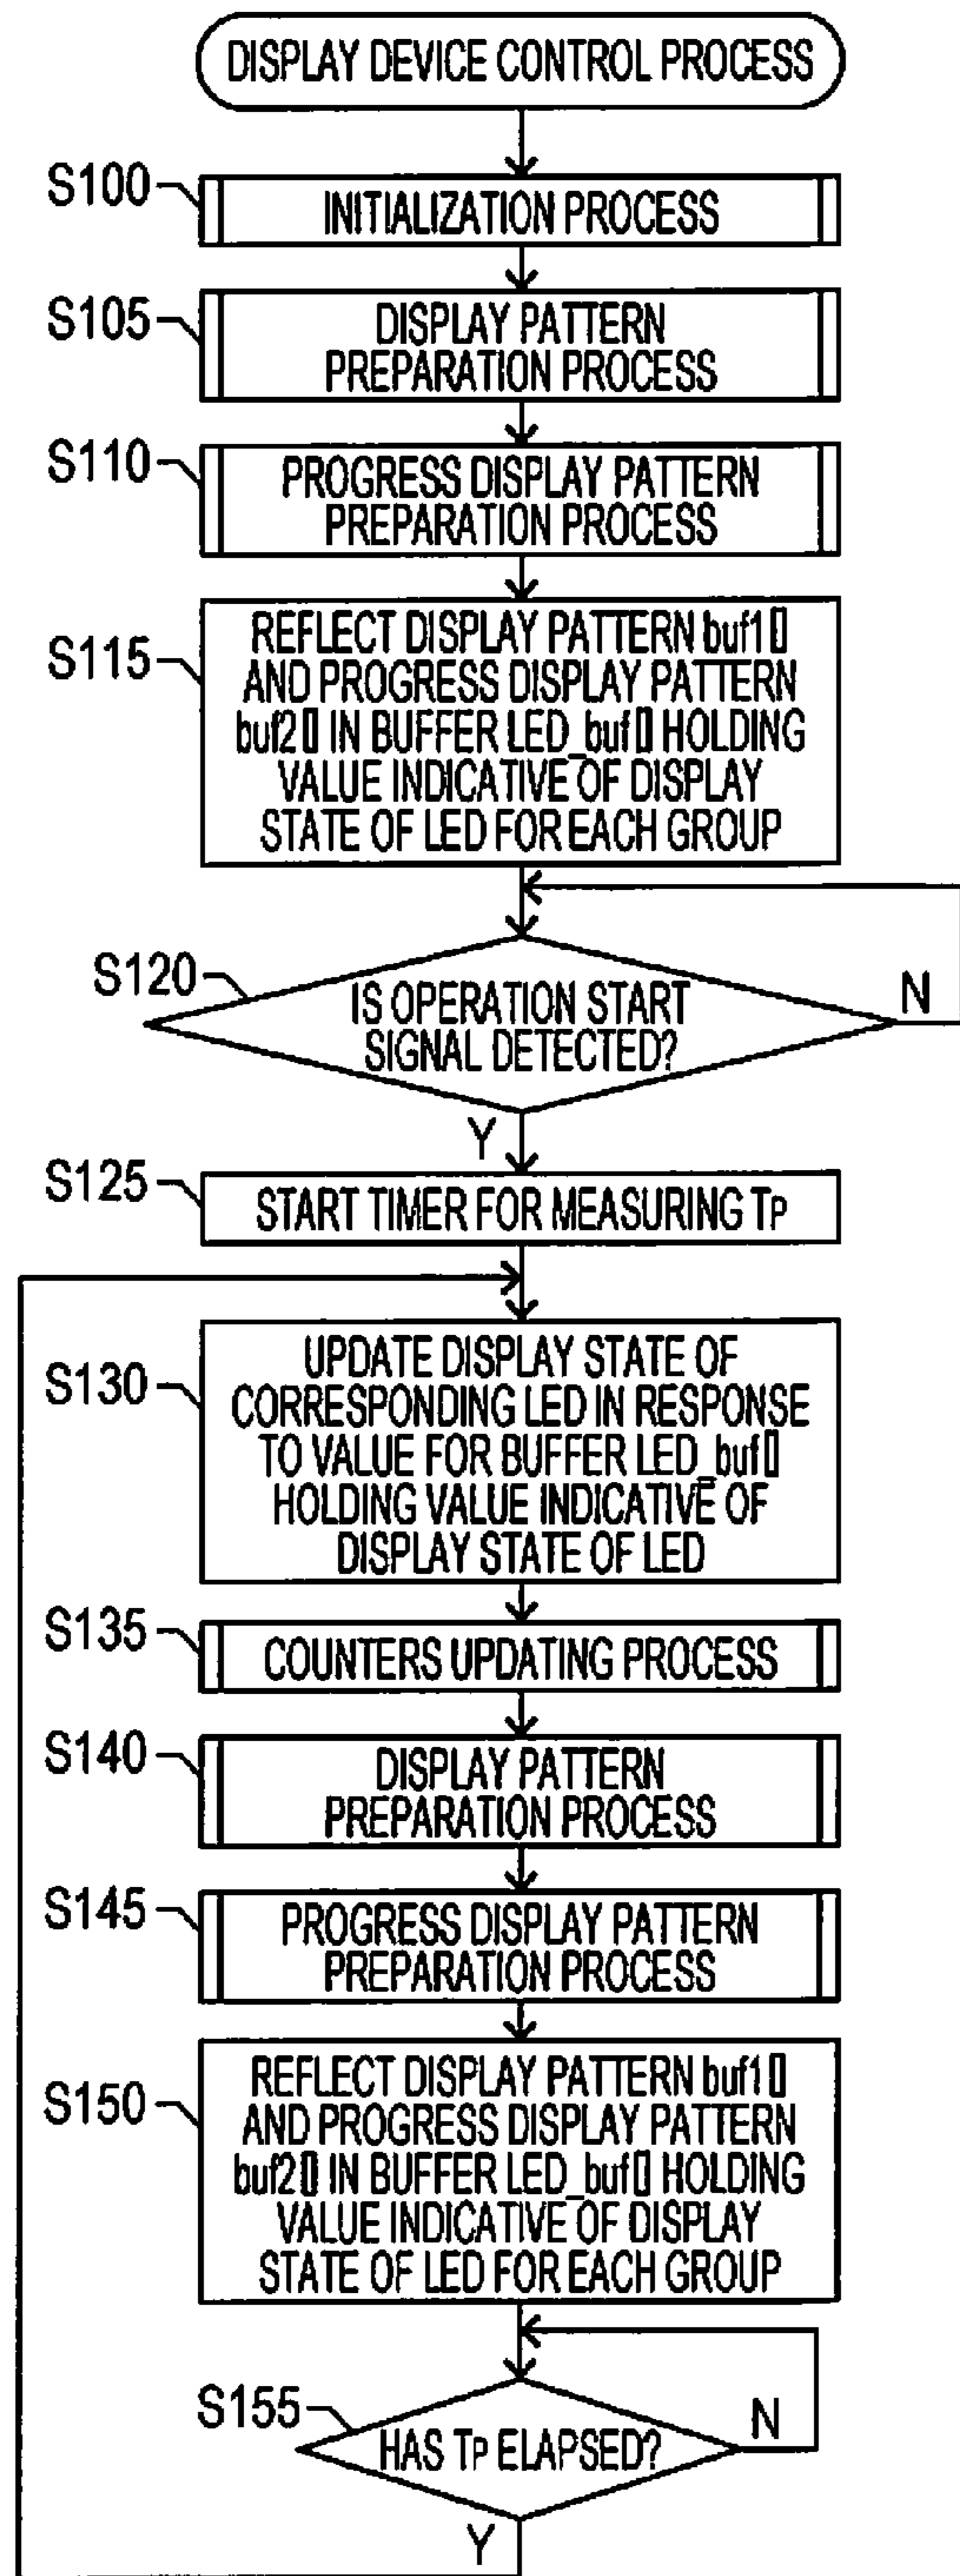 DISPLAY DEVICE CONTROL PROCESS
S100
INITIALIZATION PROCESS
S105
DISPLAY PATTERN
PREPARATION PROCESS
S110
PROGRESS DISPLAY PATTERN
PREPARATION PROCESS
S115
REFLECT DISPLAY PATTERN buf1[]
AND PROGRESS DISPLAY PATTERN
buf2[] IN BUFFER LED_buf[] HOLDING
VALUE INDICATIVE OF DISPLAY
STATE OF LED FOR EACH GROUP
S120
IS OPERATION START
SIGNAL DETECTED?
N
Y
S125
START TIMER FOR MEASURING TP
S130
UPDATE DISPLAY STATE OF
CORRESPONDING LED IN RESPONSE
TO VALUE FOR BUFFER LED_buf[]
HOLDING VALUE INDICATIVE OF
DISPLAY STATE OF LED
S135
COUNTERS UPDATING PROCESS
S140
DISPLAY PATTERN
PREPARATION PROCESS
S145
PROGRESS DISPLAY PATTERN
PREPARATION PROCESS
S150
REFLECT DISPLAY PATTERN buf1[]
AND PROGRESS DISPLAY PATTERN
buf2[] IN BUFFER LED_buf[] HOLDING
VALUE INDICATIVE OF DISPLAY
STATE OF LED FOR EACH GROUP
S155
HAS TP ELAPSED?
N
Y